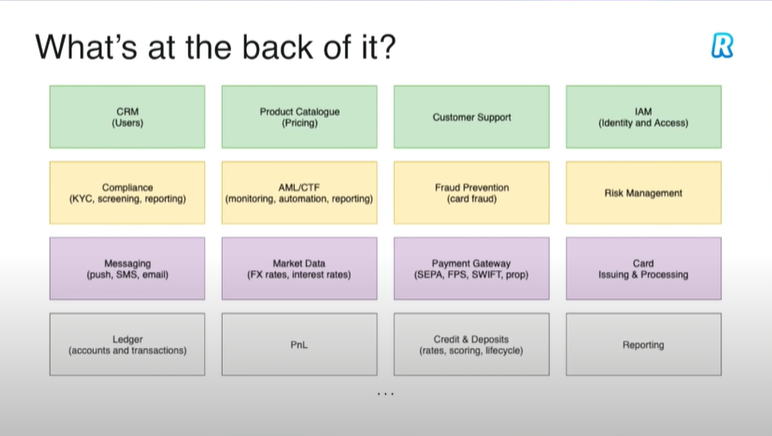 What's at the back of it?
R
CRM
(Users)
Product Catalogue
(Pricing)
Customer Support
IAM
(Identity and Access)
Compliance
(KYC, screening, reporting)
AML/CTF
(monitoring, automation, reporting)
Fraud Prevention
(card fraud)
Risk Management
Messaging
(push, SMS, email)
Market Data
(FX rates, interest rates)
Payment Gateway
(SEPA, FPS, SWIFT, prop)
Card
Issuing & Processing
Ledger
(accounts and transactions)
PnL
Credit & Deposits
(rates, scoring, lifecycle)
Reporting
...